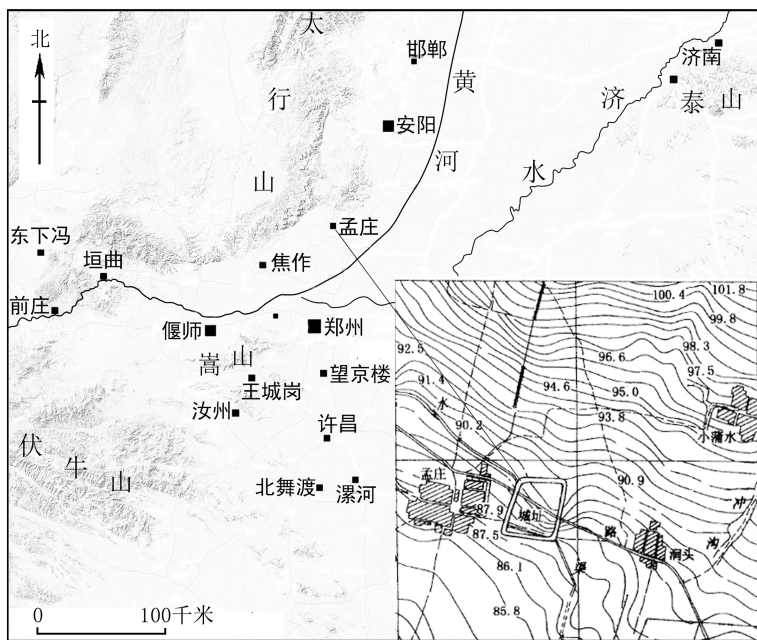 北
太
行
山
邯郸
安阳
黄
河
济
水
济南
泰山
孟庄
焦作
东下冯
垣曲
前庄
偃师
郑州
嵩山
王城岗
望京楼
汝州
许昌
伏
牛
山
北舞渡
漯河
0
100千米
100.4
101.8
99.8
98.3
97.5
96.6
95.0
94.6
93.8
92.5
91.4
水
90.2
小蒲水
90.9
冲
沟
孟庄
87.9
87.5
城址
路
渠
涧头
86.1
85.8